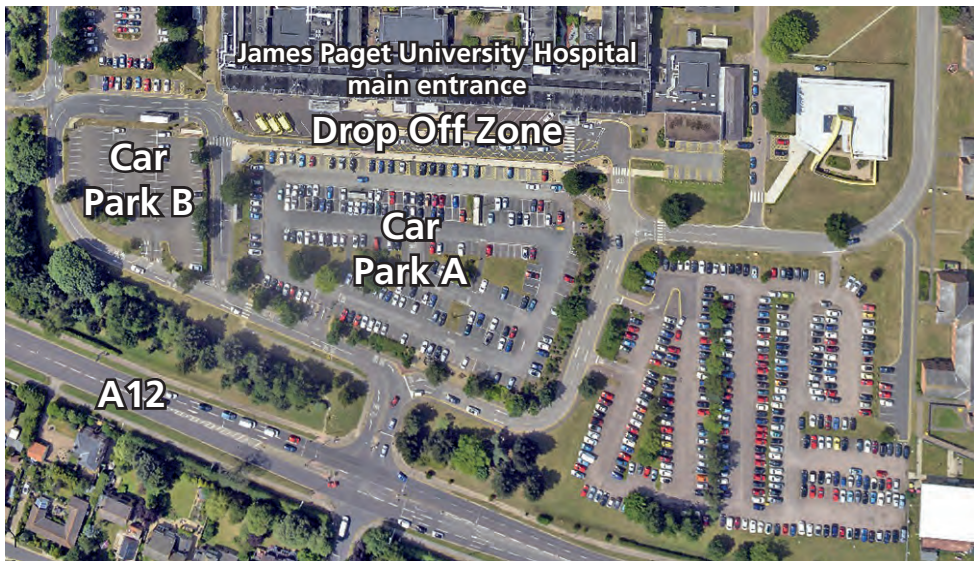 James Paget University Hospital
main entrance
Drop Off Zone
Car
Park B
Car
Park A
A12